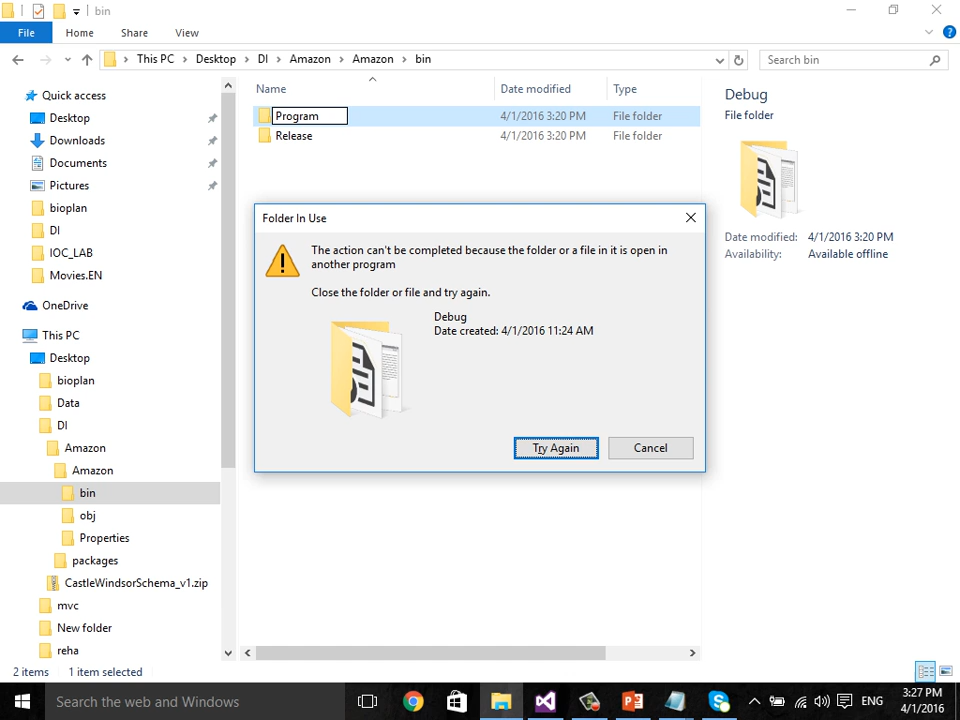 bin
File Home Share View
This PC Desktop DI Amazon Amazon bin Search bin
Quick access
Desktop
Downloads
Documents
Pictures
bioplan
DI
IOC_LAB
Movies.EN
OneDrive
This PC
Desktop
bioplan
Data
DI
Amazon
Amazon
bin
obj
Properties
packages
CastleWindsorSchema_v1.zip
mvc
New folder
reha
Name Date modified Type
Program 4/1/2016 3:20 PM File folder
Release 4/1/2016 3:20 PM File folder
Folder In Use
The action can't be completed because the folder or a file in it is open in
another program
Close the folder or file and try again.
Debug
Date created: 4/1/2016 11:24 AM
Try Again Cancel
Debug
File folder
Date modified: 4/1/2016 3:20 PM
Availability: Available offline
2 items 1 item selected
Search the web and Windows
ENG
3:27 PM
4/1/2016